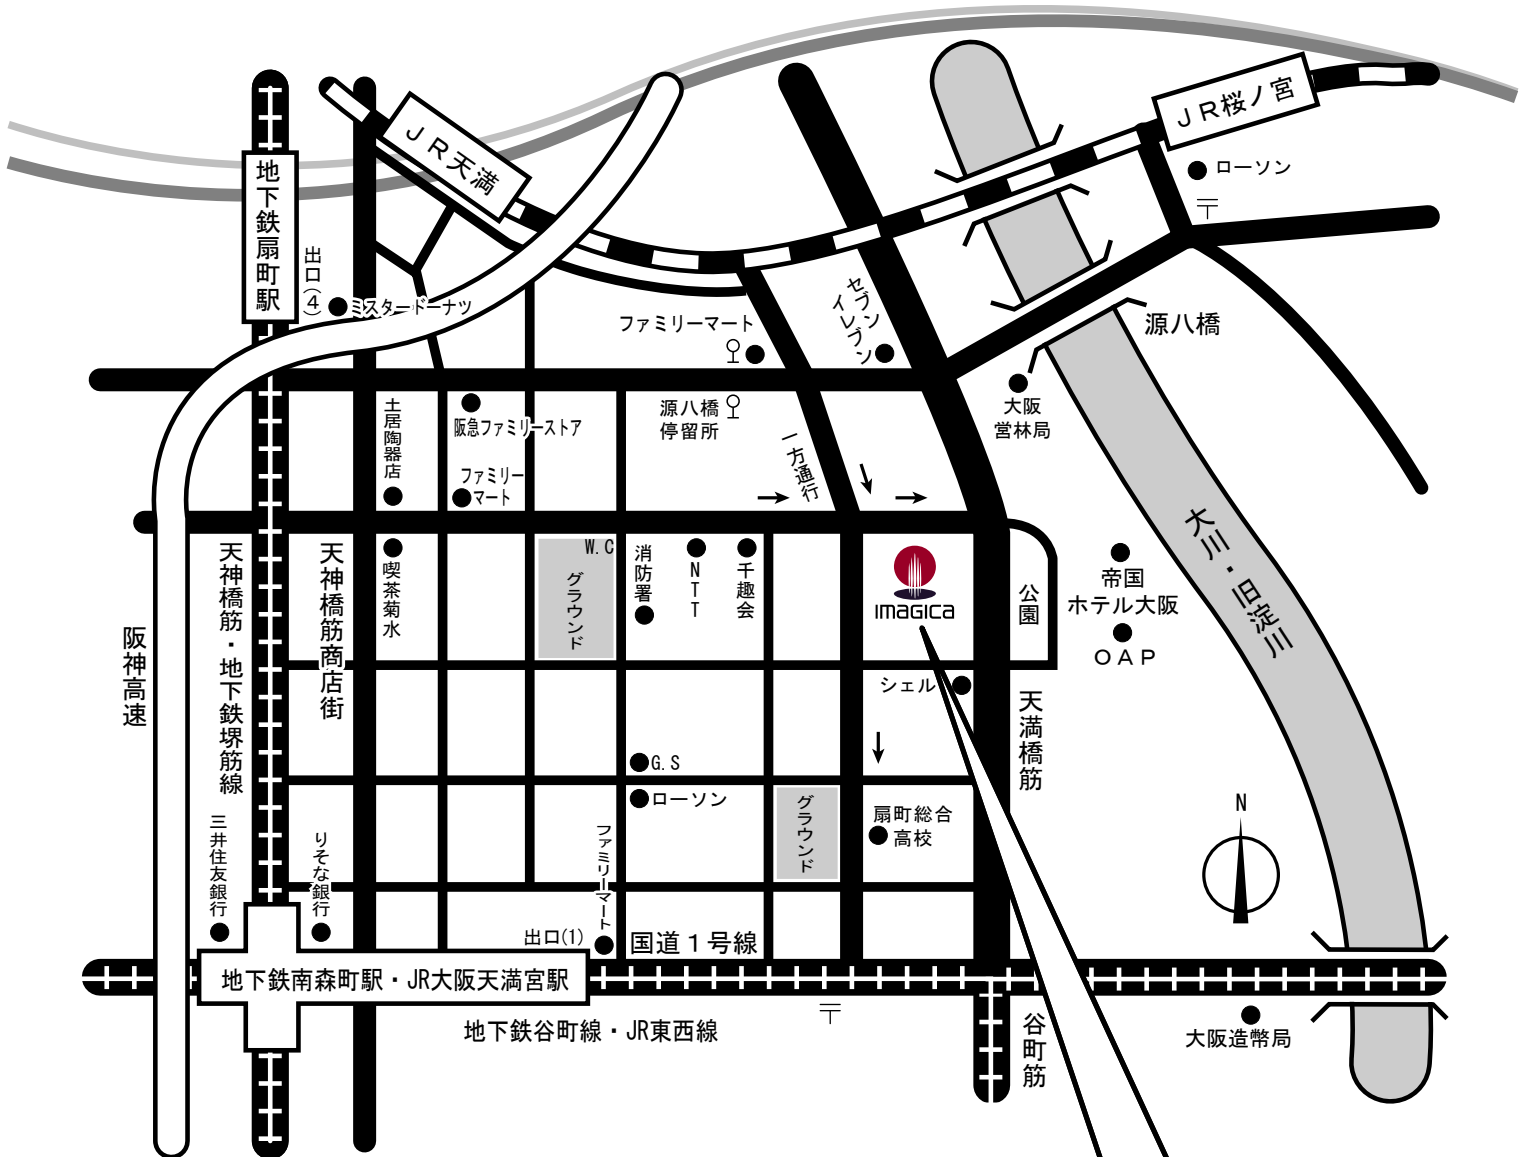 JR桜ノ宮
ローソン
〒
JR天満
地下鉄扇町駅
出口(4)
ミスタードーナツ
ファミリーマート
セブン
イレブン
源八橋
源八橋
停留所
大阪
営林局
土居陶器店
阪急ファミリーストア
ファミリー
マート
一方通行
大川・旧淀川
天神橋筋・地下鉄堺筋線
天神橋筋商店街
喫茶菊水
W.C
グラウンド
消防署
NTT
千趣会
IMAGICA
公園
帝国
ホテル大阪
OAP
阪神高速
シェル
天満橋筋
G.S
ローソン
グラウンド
扇町総合
高校
N
三井住友銀行
りそな銀行
ファミリーマート
出口(1)
国道1号線
地下鉄南森町駅・JR大阪天満宮駅
〒
地下鉄谷町線・JR東西線
谷町筋
大阪造幣局